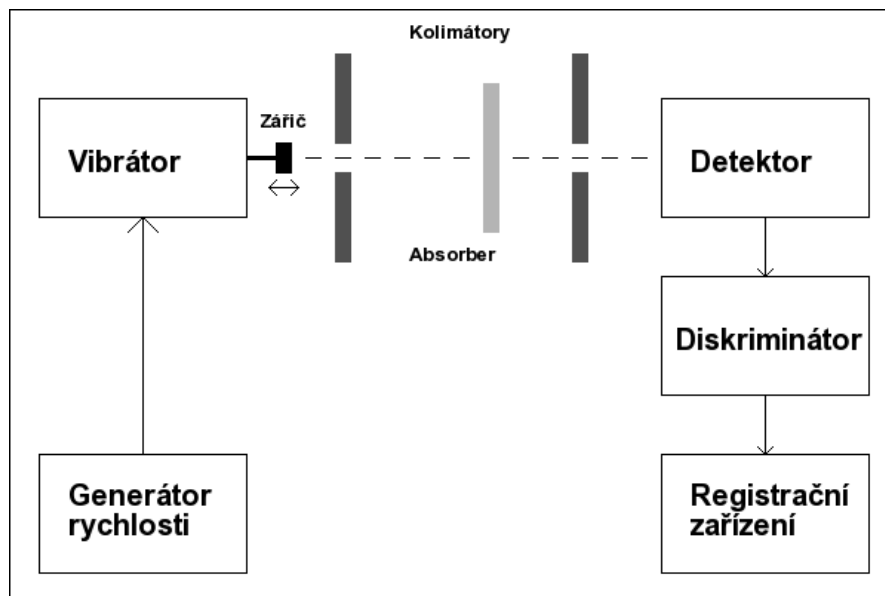 Kolimátory
Zářič
Vibrátor
Detektor
Absorber
Diskriminátor
Generátor
rychlosti
Registrační
zařízení